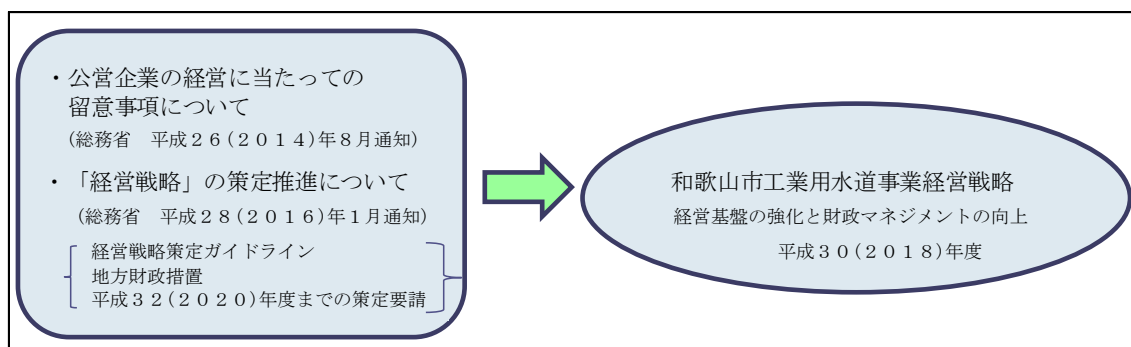 ・公営企業の経営に当たっての
留意事項について
(総務省　平成２６(２０１４)年８月通知)
・「経営戦略」の策定推進について
(総務省　平成２８(２０１６)年１月通知)
経営戦略策定ガイドライン
地方財政措置
平成３２(２０２０)年度までの策定要請
和歌山市工業用水道事業経営戦略
経営基盤の強化と財政マネジメントの向上
平成３０(２０１８)年度